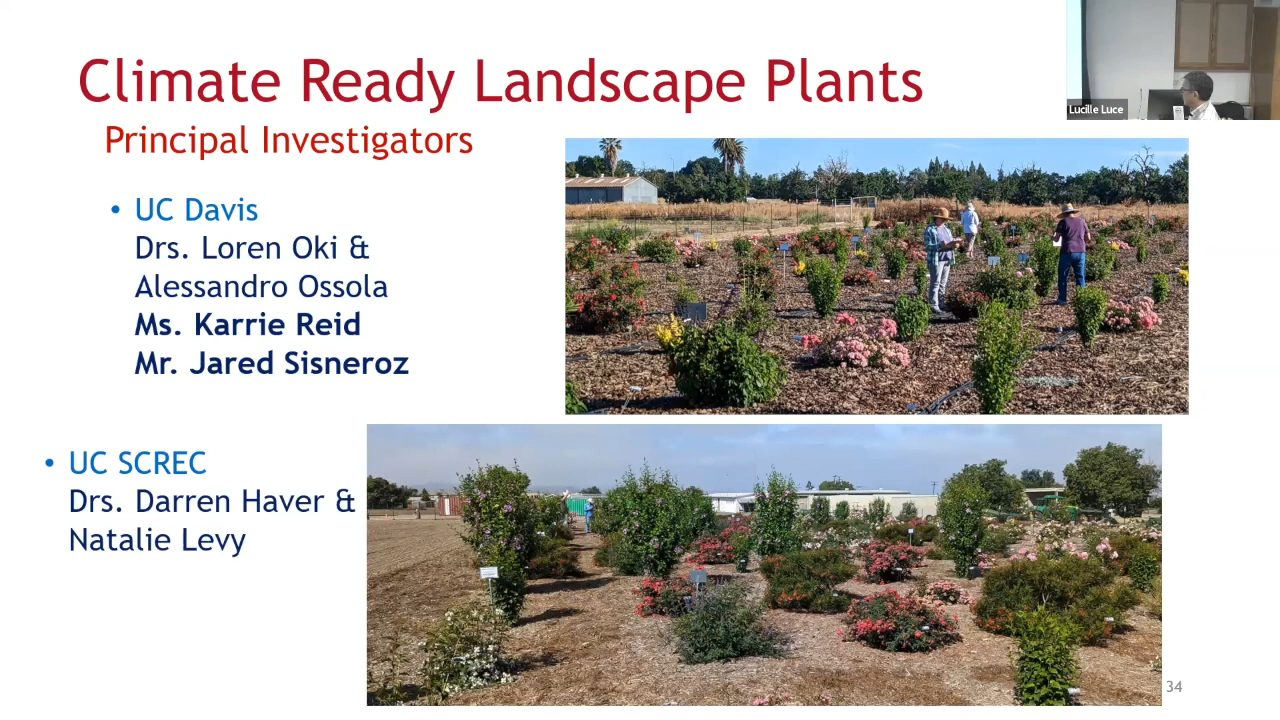 Climate Ready Landscape Plants
Lucille Luce
Principal Investigators
• UC Davis
Drs. Loren Oki &
Alessandro Ossola
Ms. Karrie Reid
Mr. Jared Sisneroz
• UC SCREC
Drs. Darren Haver &
Natalie Levy
34